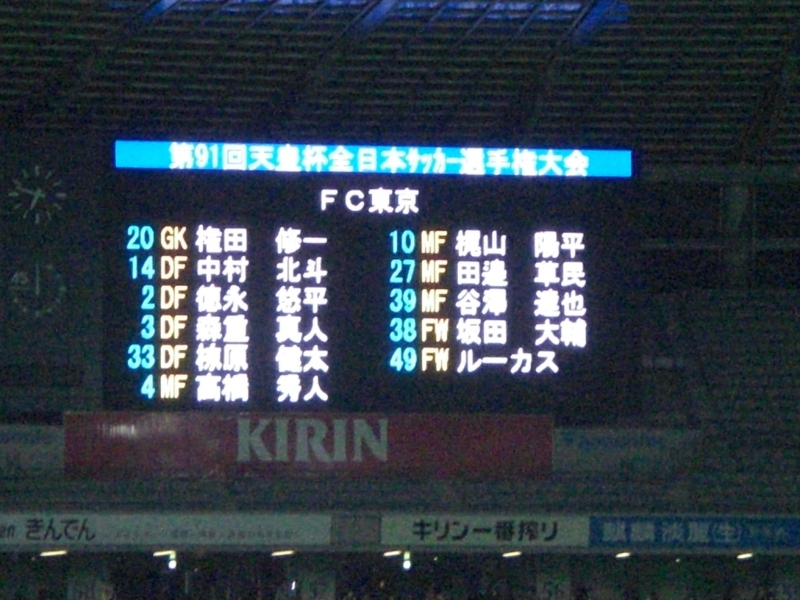 第91回天皇杯全日本サッカー選手権大会
FC東京
20 GK 権田 修一
14 DF 中村 北斗
2 DF 徳永 悠平
3 DF 森重 真人
33 DF 椋原 健太
4 MF 高橋 秀人
10 MF 梶山 陽平
27 MF 田邉 草民
39 MF 谷澤 達也
38 FW 坂田 大輔
49 FW ルーカス
KIRIN
きんでん
キリン一番搾り
麒麟淡麗〈生〉